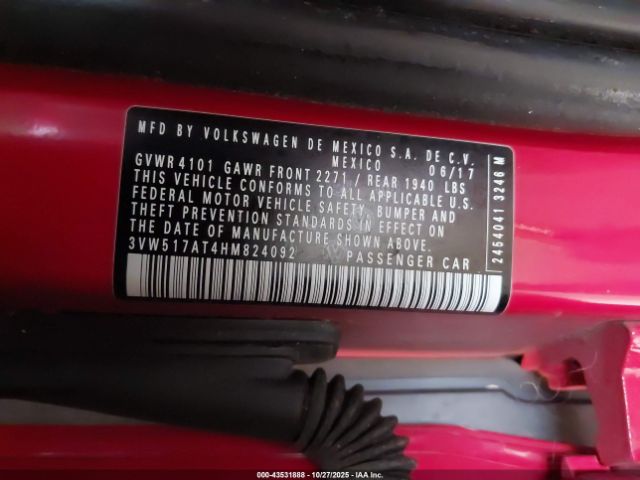 MFD BY VOLKSWAGEN DE MEXICO S.A. DE C.V.
MEXICO 06/17
GVWR 4101 GAWR FRONT 2271 / REAR 1940 LBS
THIS VEHICLE CONFORMS TO ALL APPLICABLE U.S.
FEDERAL MOTOR VEHICLE SAFETY, BUMPER AND
THEFT PREVENTION STANDARDS IN EFFECT ON
THE DATE OF MANUFACTURE SHOWN ABOVE.
3VW517AT4HM824092 PASSENGER CAR
2454041 3246 M
000-43531888 10/27/2025 IAA Inc.